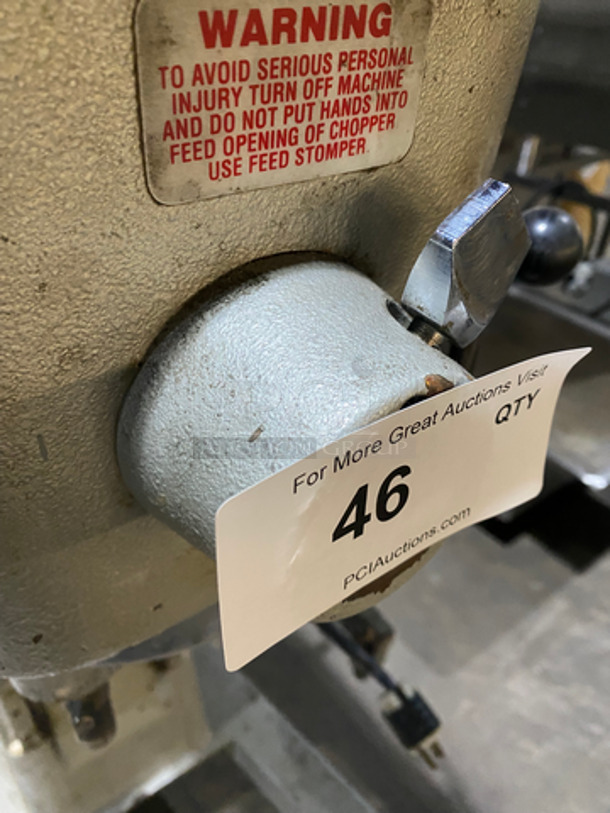 WARNING
TO AVOID SERIOUS PERSONAL
INJURY TURN OFF MACHINE
AND DO NOT PUT HANDS INTO
FEED OPENING OF CHOPPER
USE FEED STOMPER.
For More Great Auctions Visit
QTY
46
PCIAuctions.com
GROUP